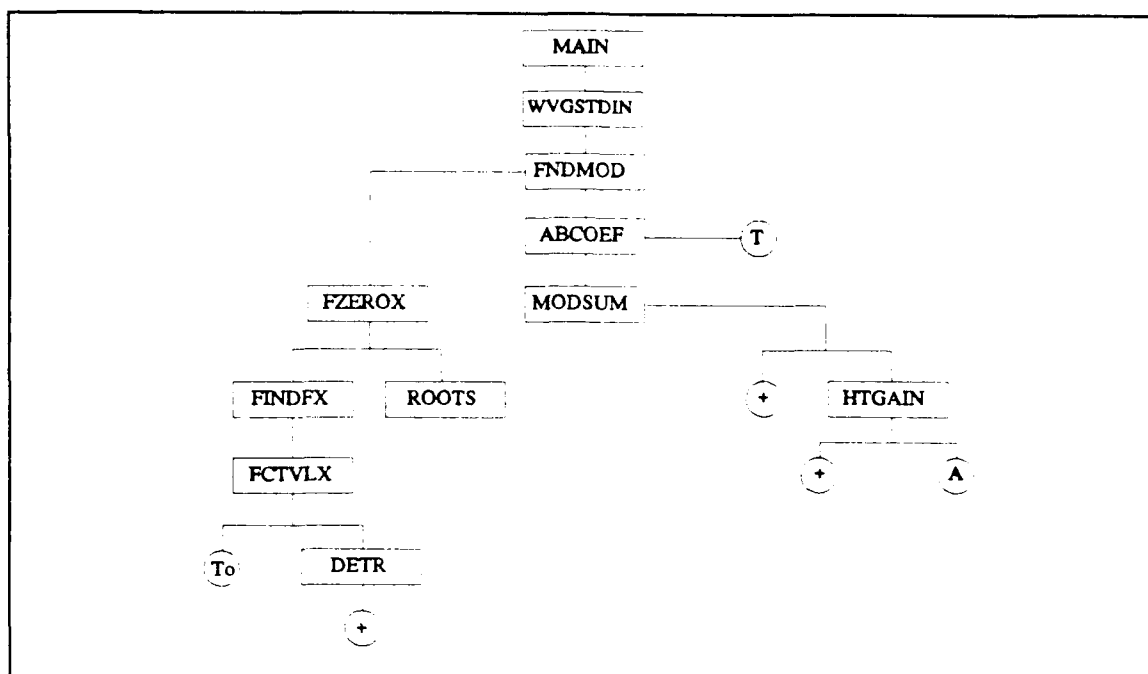 MAIN
WVGSTDIN
FNDMOD
ABCOEF T
FZEROX MODSUM
FINDFX ROOTS + HTGAIN
FCTVLX + A
To DETR
+